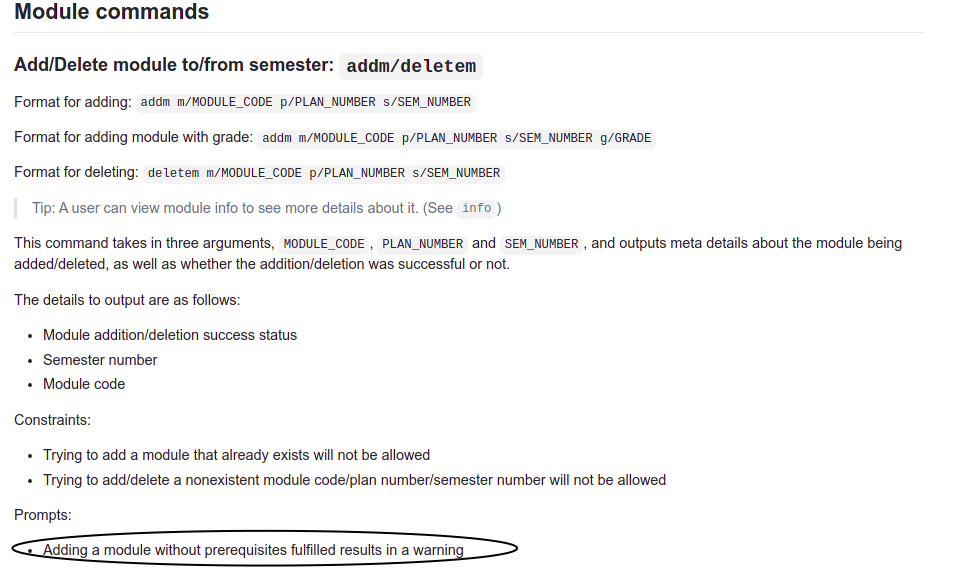 Module commands
Add/Delete module to/from semester: addm/deletem
Format for adding: addm m/MODULE_CODE p/PLAN_NUMBER s/SEM_NUMBER
Format for adding module with grade: addm m/MODULE_CODE p/PLAN_NUMBER s/SEM_NUMBER g/GRADE
Format for deleting: deletem m/MODULE_CODE p/PLAN_NUMBER s/SEM_NUMBER
Tip: A user can view module info to see more details about it. (See info)
This command takes in three arguments, MODULE_CODE, PLAN_NUMBER and SEM_NUMBER, and outputs meta details about the module being
added/deleted, as well as whether the addition/deletion was successful or not.
The details to output are as follows:
• Module addition/deletion success status
• Semester number
• Module code
Constraints:
• Trying to add a module that already exists will not be allowed
• Trying to add/delete a nonexistent module code/plan number/semester number will not be allowed
Prompts:
• Adding a module without prerequisites fulfilled results in a warning